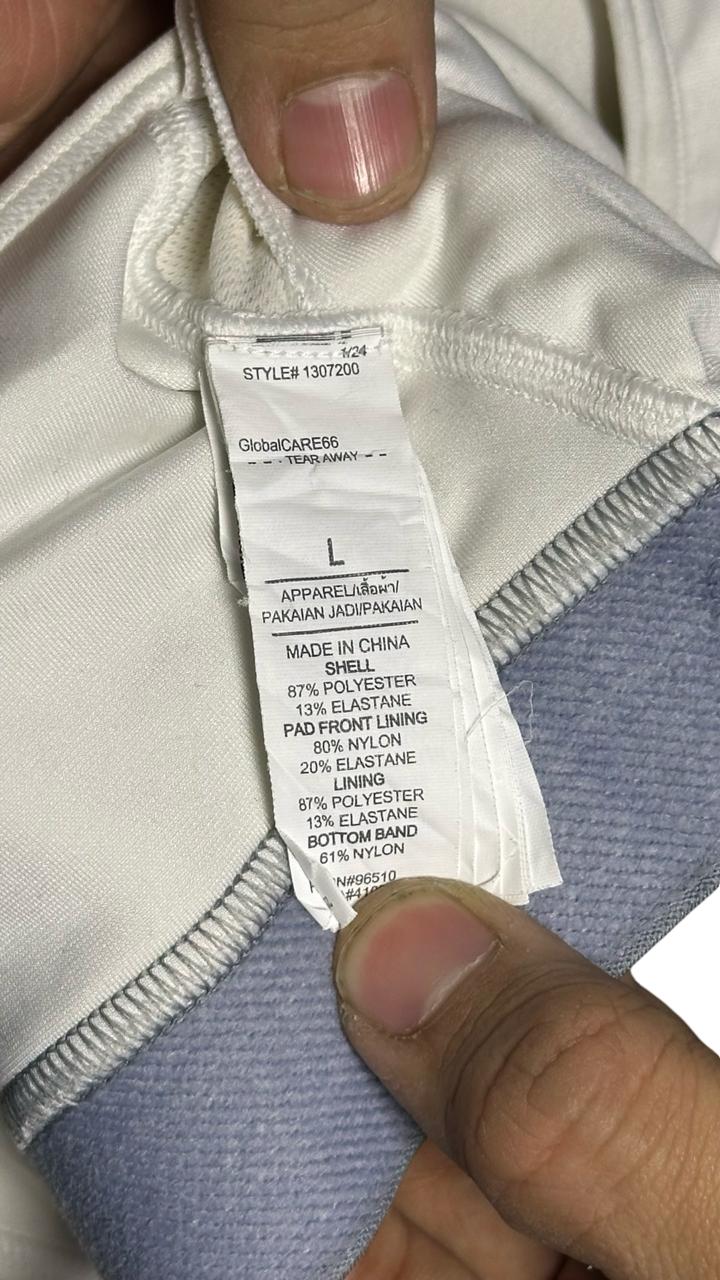 1/24
STYLE# 1307200
GlobalCARE66
- - - TEAR AWAY - -
L
APPAREL/เสื้อผ้า/
PAKAIAN JADI/PAKAIAN
MADE IN CHINA
SHELL
87% POLYESTER
13% ELASTANE
PAD FRONT LINING
80% NYLON
20% ELASTANE
LINING
87% POLYESTER
13% ELASTANE
BOTTOM BAND
61% NYLON